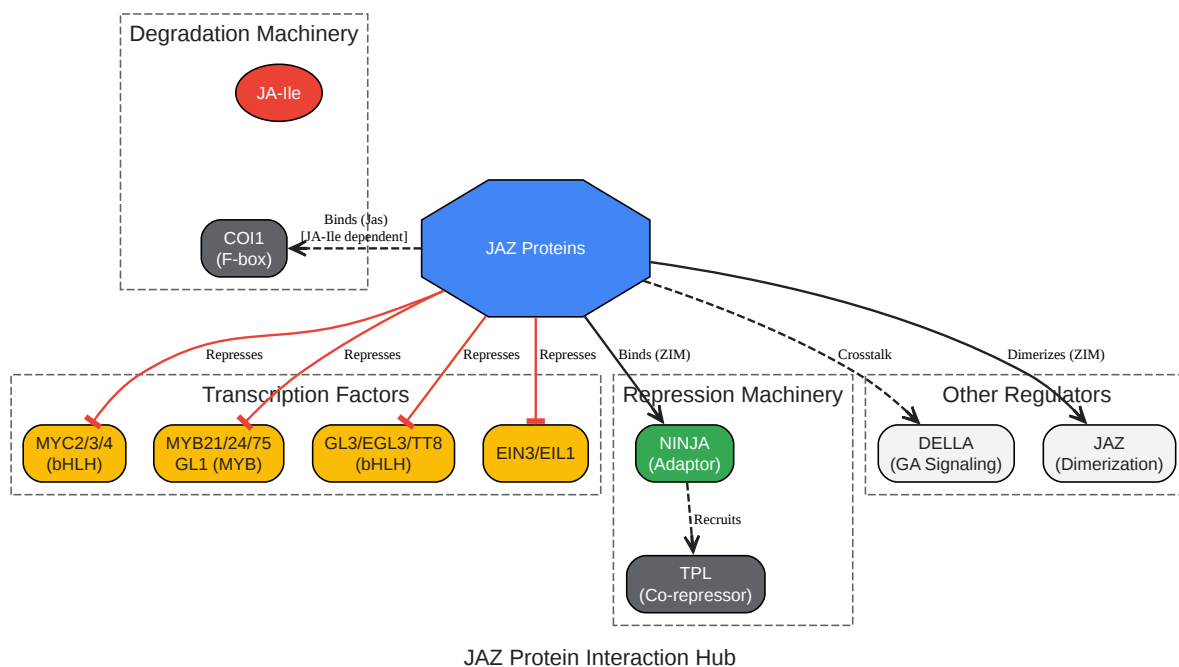 Degradation Machinery
JA-Ile
COI1
(F-box)
Binds (Jas)
[JA-Ile dependent]
JAZ Proteins
Represses
Represses
Represses
Represses
Binds (ZIM)
Crosstalk
Dimerizes (ZIM)
Transcription Factors
MYC2/3/4
(bHLH)
MYB21/24/75
GL1 (MYB)
GL3/EGL3/TT8
(bHLH)
EIN3/EIL1
Repression Machinery
NINJA
(Adaptor)
Recruits
TPL
(Co-repressor)
Other Regulators
DELLA
(GA Signaling)
JAZ
(Dimerization)
JAZ Protein Interaction Hub